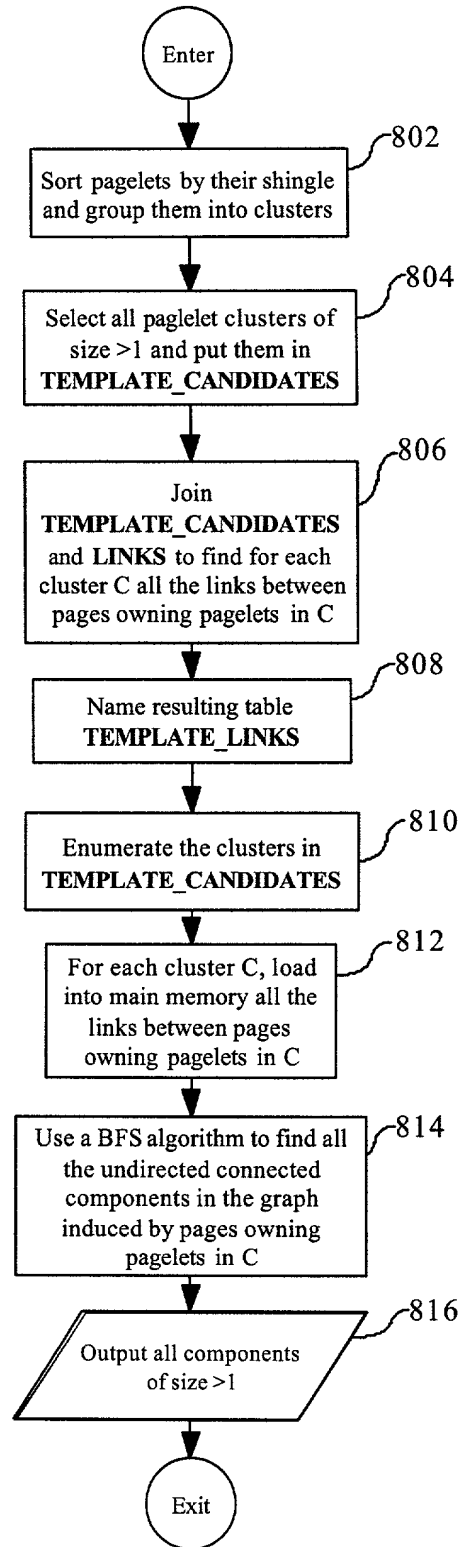 Enter
802
Sort pagelets by their shingle
and group them into clusters
804
Select all paglelet clusters of
size >1 and put them in
TEMPLATE_CANDIDATES
806
Join
TEMPLATE_CANDIDATES
and LINKS to find for each
cluster C all the links between
pages owning pagelets in C
808
Name resulting table
TEMPLATE_LINKS
810
Enumerate the clusters in
TEMPLATE_CANDIDATES
812
For each cluster C, load
into main memory all the
links between pages
owning pagelets in C
814
Use a BFS algorithm to find all
the undirected connected
components in the graph
induced by pages owning
pagelets in C
816
Output all components
of size >1
Exit